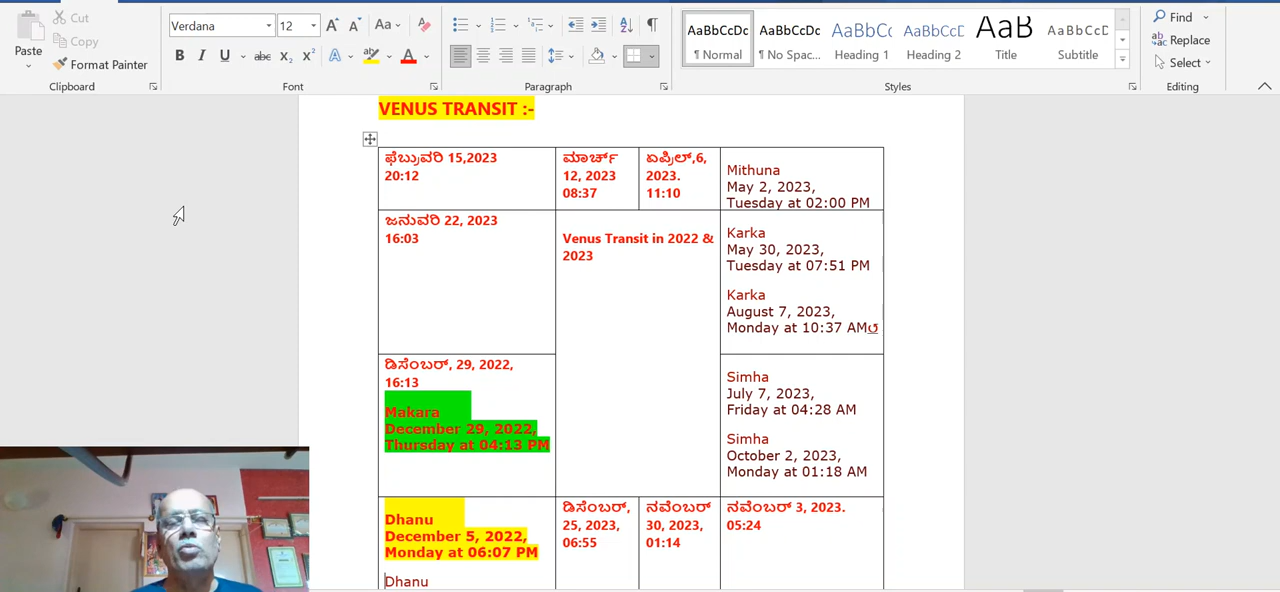 Cut
Copy
Paste
Format Painter
Clipboard
Verdana
12
Aa
B I U abc X₂ X²
A
Font
Paragraph
AaBbCcDc
¶ Normal
AaBbCcDc
¶ No Spac...
AaBbCc
Heading 1
AaBbCcDc
Heading 2
AaB
Title
AaBbCcD
Subtitle
Styles
Find
Replace
Select
Editing
VENUS TRANSIT :-
ಫೆಬ್ರುವರಿ 15,2023
20:12
ಮಾರ್ಚ್
12, 2023
08:37
ಏಪ್ರಿಲ್,6,
2023.
11:10
Mithuna
May 2, 2023,
Tuesday at 02:00 PM
ಜನುವರಿ 22, 2023
16:03
Venus Transit in 2022 &
2023
Karka
May 30, 2023,
Tuesday at 07:51 PM
Karka
August 7, 2023,
Monday at 10:37 AM↺
ಡಿಸೆಂಬರ್, 29, 2022,
16:13
Makara
December 29, 2022,
Thursday at 04:13 PM
Simha
July 7, 2023,
Friday at 04:28 AM
Simha
October 2, 2023,
Monday at 01:18 AM
Dhanu
December 5, 2022,
Monday at 06:07 PM
Dhanu
ಡಿಸೆಂಬರ್,
25, 2023,
06:55
ನವೆಂಬರ್
30, 2023,
01:14
ನವೆಂಬರ್ 3, 2023.
05:24